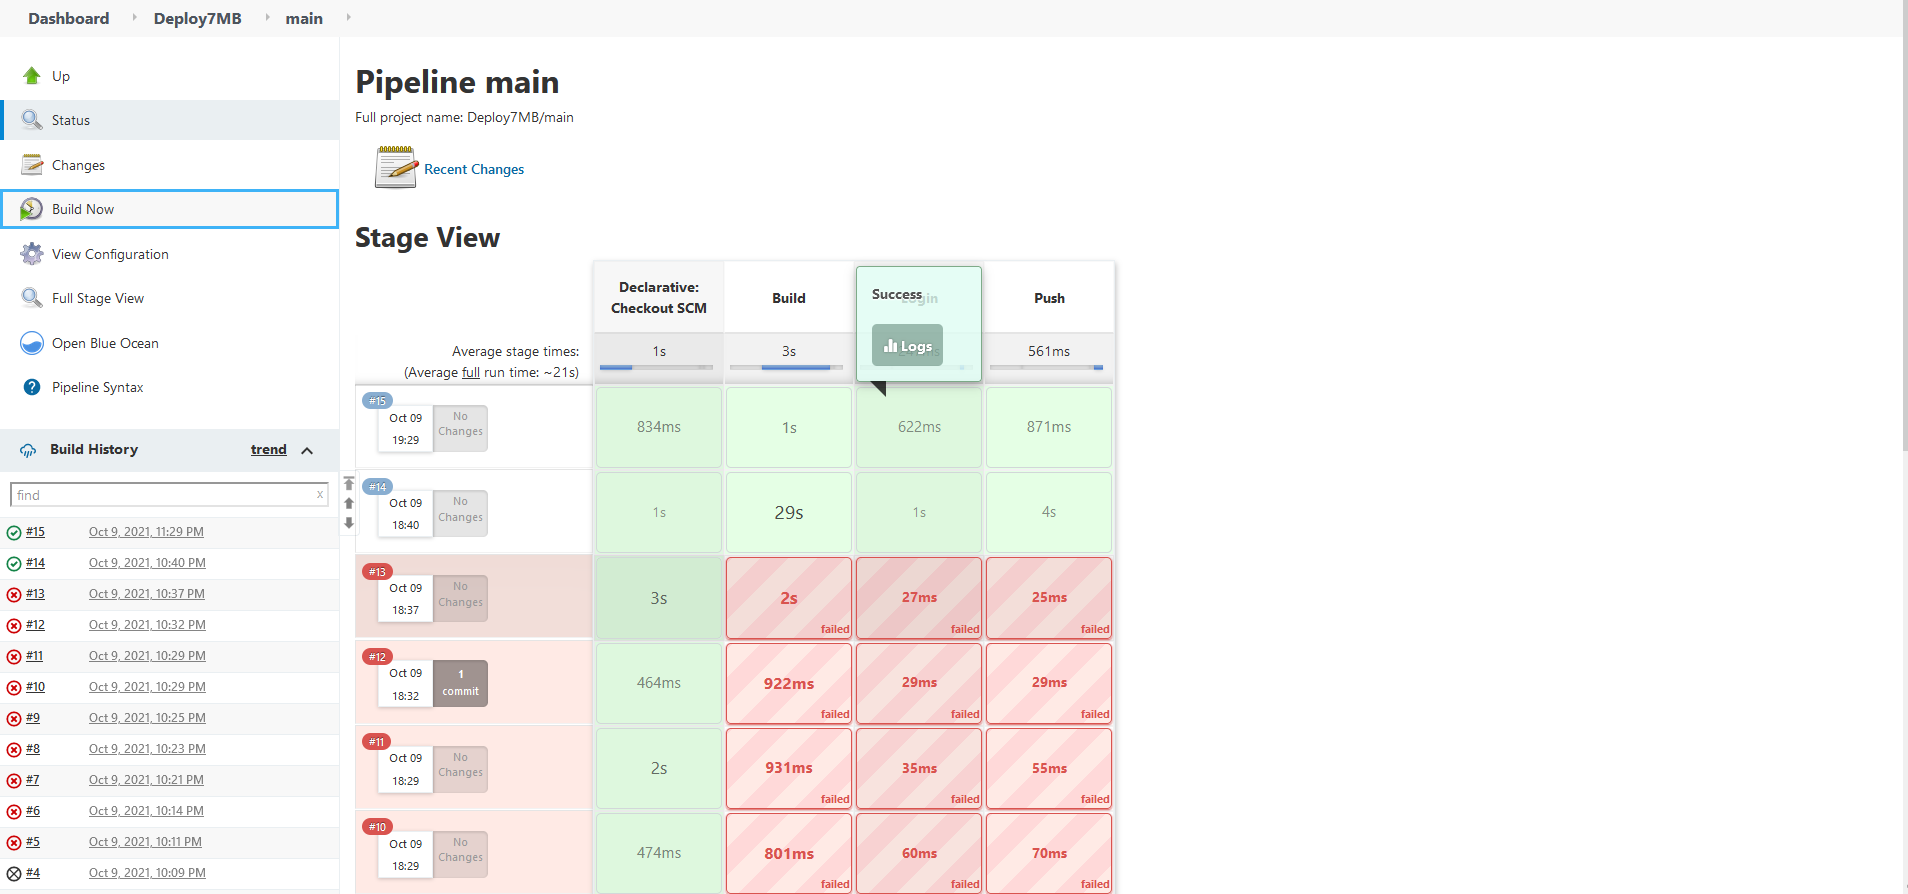 Dashboard Deploy7MB main
Up
Status
Changes
Build Now
View Configuration
Full Stage View
Open Blue Ocean
Pipeline Syntax
Build History trend
find x
#15 Oct 9, 2021, 11:29 PM
#14 Oct 9, 2021, 10:40 PM
#13 Oct 9, 2021, 10:37 PM
#12 Oct 9, 2021, 10:32 PM
#11 Oct 9, 2021, 10:29 PM
#10 Oct 9, 2021, 10:29 PM
#9 Oct 9, 2021, 10:25 PM
#8 Oct 9, 2021, 10:23 PM
#7 Oct 9, 2021, 10:21 PM
#6 Oct 9, 2021, 10:14 PM
#5 Oct 9, 2021, 10:11 PM
#4 Oct 9, 2021, 10:09 PM
Pipeline main
Full project name: Deploy7MB/main
Recent Changes
Stage View
Declarative:
Checkout SCM
Build
Success
Login
Logs
Push
Average stage times:
(Average full run time: ~21s)
1s 3s 561ms
#15
Oct 09
19:29
No
Changes
834ms 1s 622ms 871ms
#14
Oct 09
18:40
No
Changes
1s 29s 1s 4s
#13
Oct 09
18:37
No
Changes
3s 2s 27ms 25ms
failed failed failed
#12
Oct 09
18:32
1
commit
464ms 922ms 29ms 29ms
failed failed failed
#11
Oct 09
18:29
No
Changes
2s 931ms 35ms 55ms
failed failed failed
#10
Oct 09
18:29
No
Changes
474ms 801ms 60ms 70ms
failed failed failed